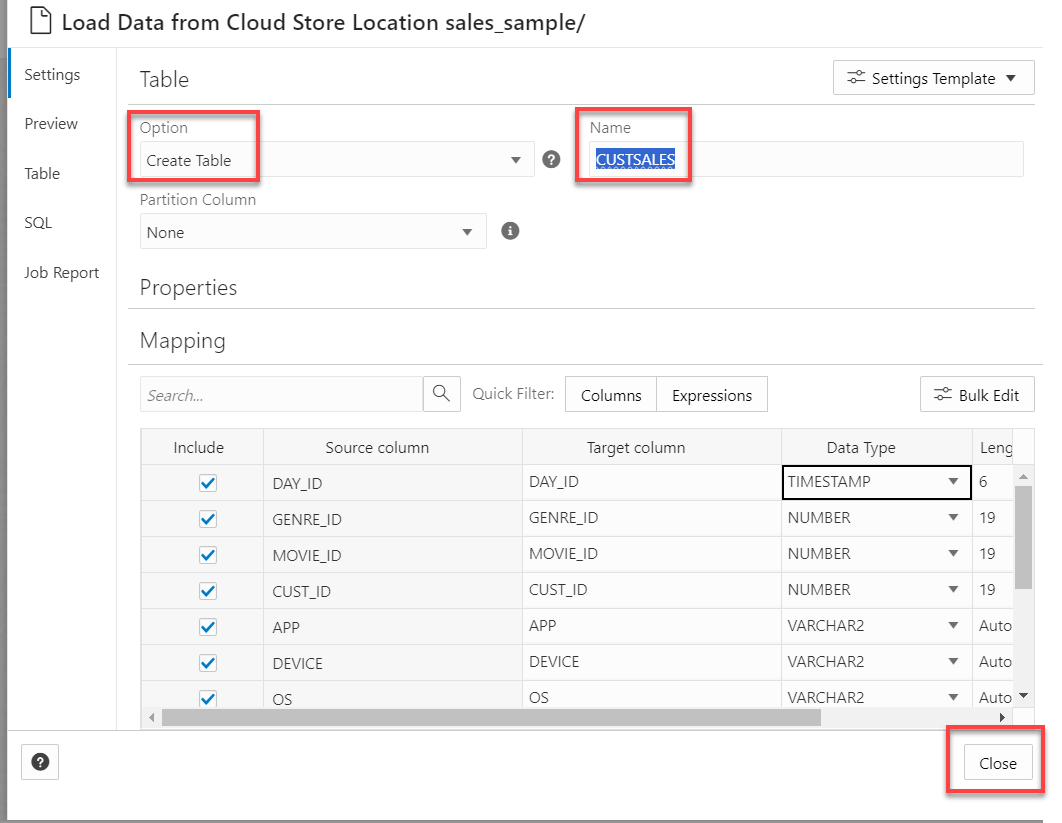 Load Data from Cloud Store Location sales_sample/
Settings
Preview
Table
SQL
Job Report
Table
Settings Template
Option
Create Table
Name
CUSTSALES
Partition Column
None
Properties
Mapping
Search...
Quick Filter:
Columns
Expressions
Bulk Edit
Include Source column Target column Data Type Leng
DAY_ID DAY_ID TIMESTAMP 6
GENRE_ID GENRE_ID NUMBER 19
MOVIE_ID MOVIE_ID NUMBER 19
CUST_ID CUST_ID NUMBER 19
APP APP VARCHAR2 Auto
DEVICE DEVICE VARCHAR2 Auto
OS OS VARCHAR2 Auto
Close